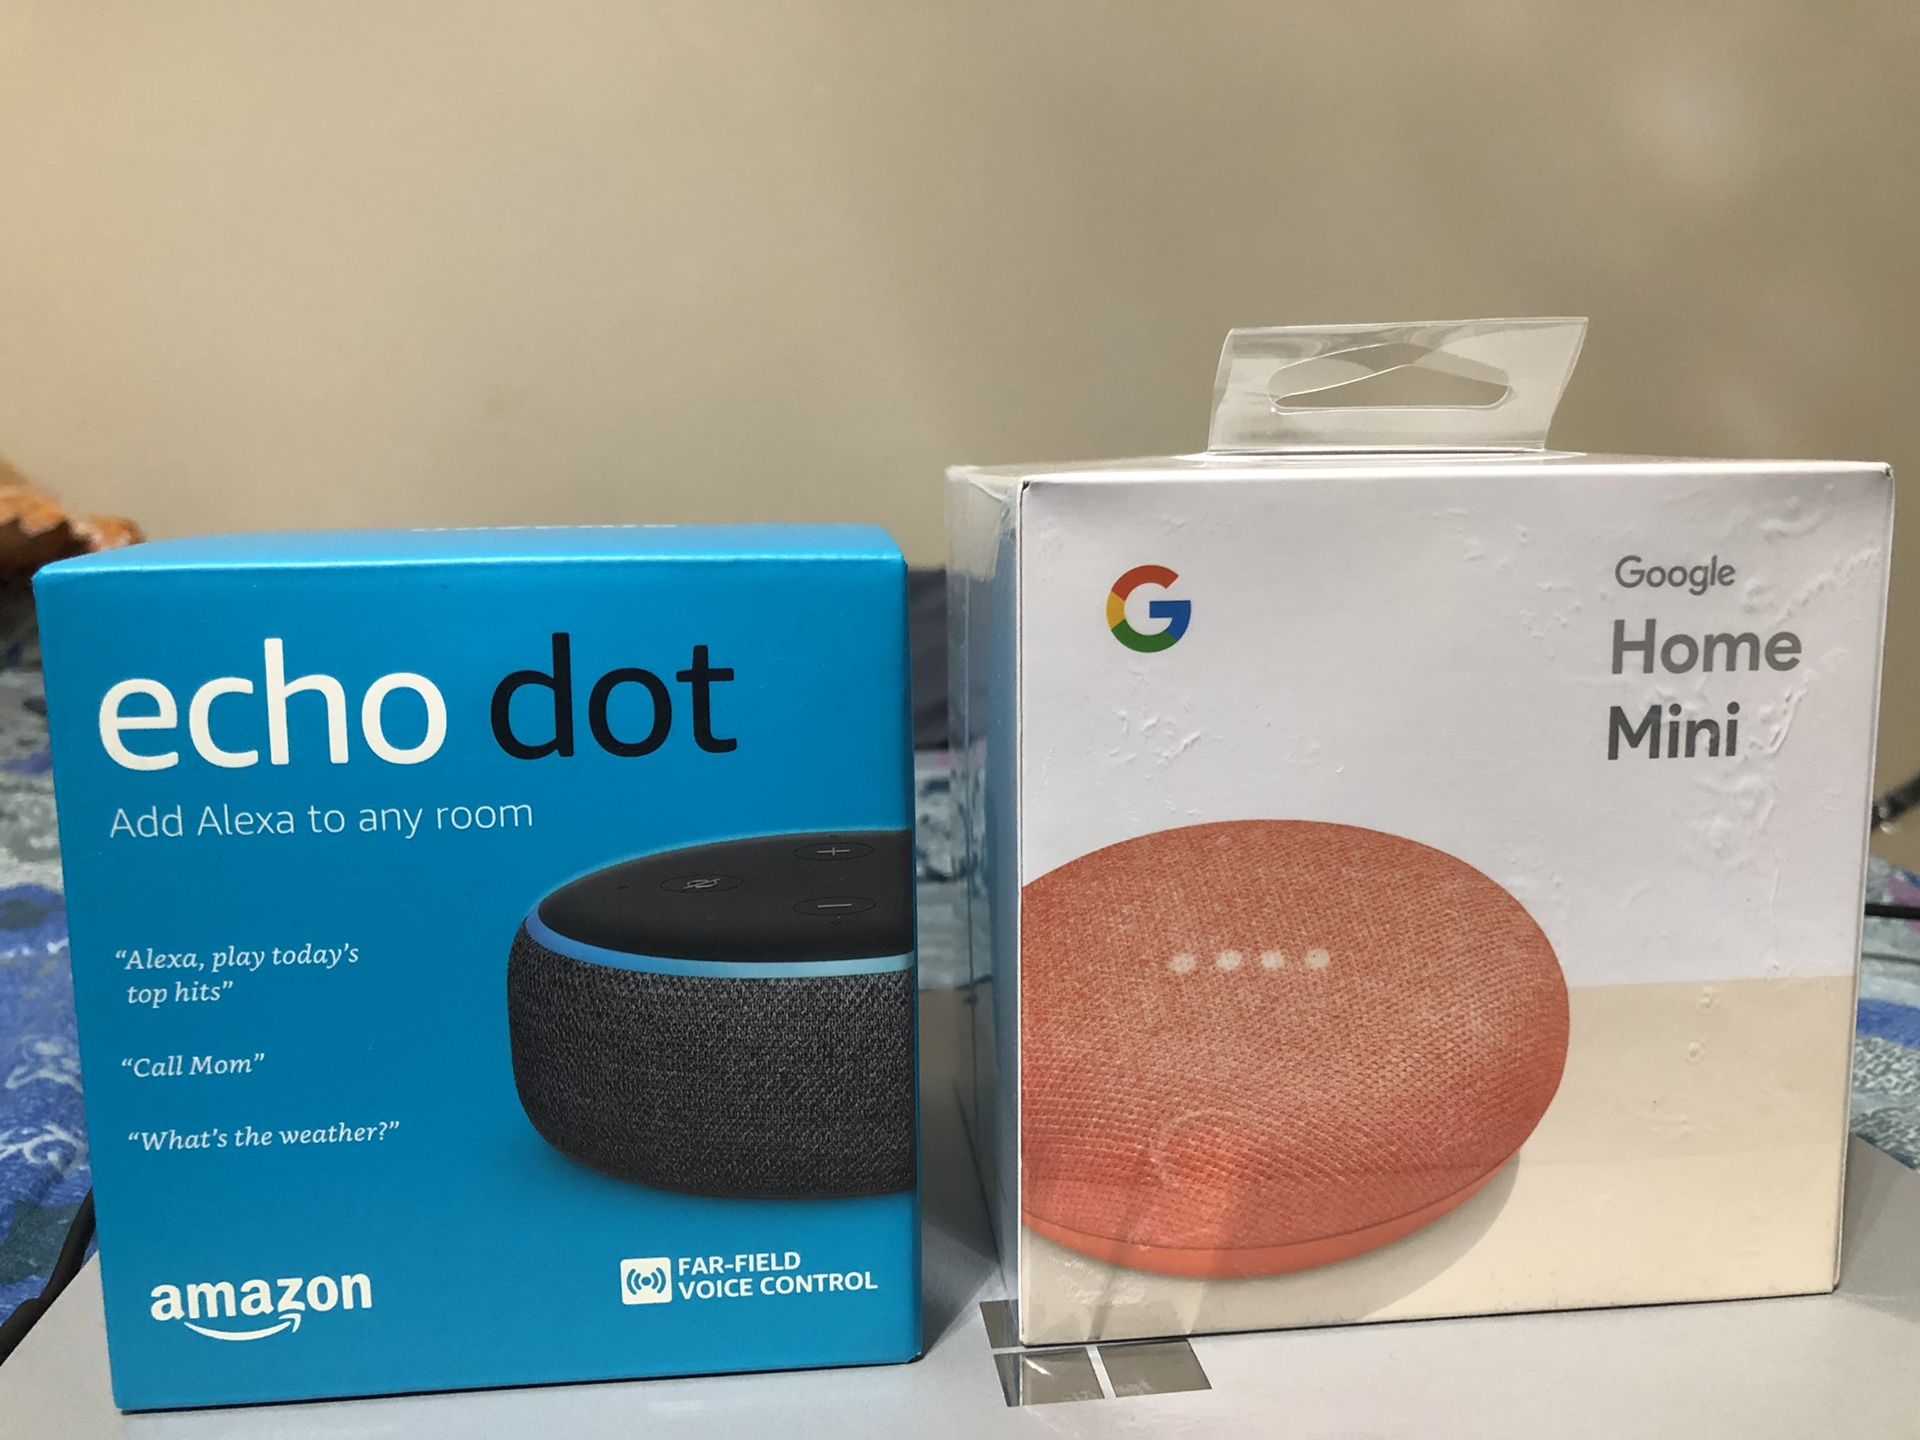 echo dot
Add Alexa to any room
“Alexa, play today’s
top hits”
“Call Mom”
“What’s the weather?”
amazon
FAR-FIELD
VOICE CONTROL
G
Google
Home
Mini